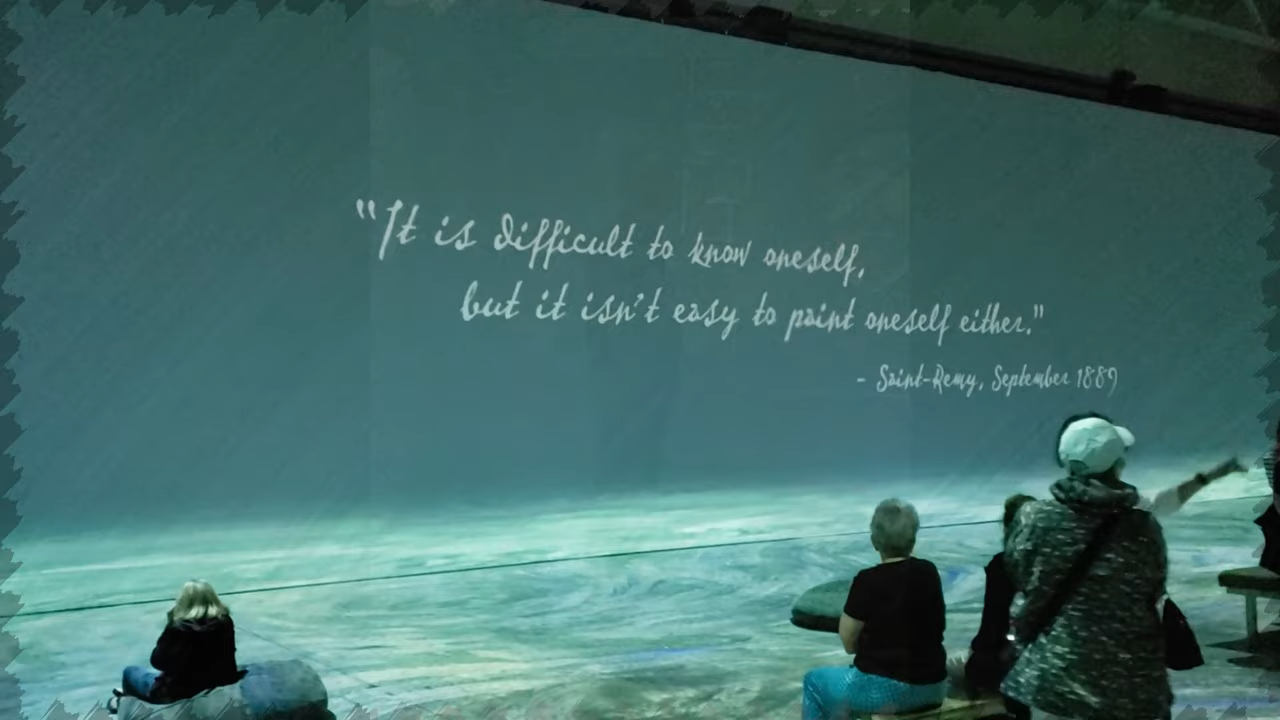 "It is difficult to know oneself,
but it isn't easy to paint oneself either."
- Saint-Remy, September 1889